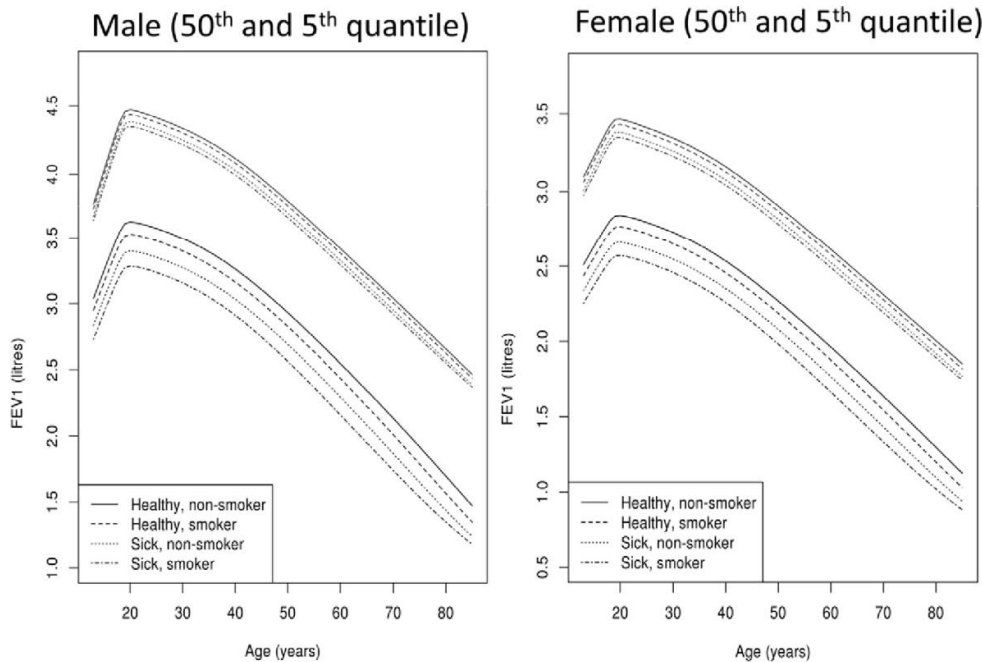 Male (50th and 5th quantile)
4.5
4.0
3.5
3.0
2.5
2.0
1.5
1.0
FEV1 (litres)
Healthy, non-smoker
Healthy, smoker
Sick, non-smoker
Sick, smoker
20 30 40 50 60 70 80
Age (years)
Female (50th and 5th quantile)
3.5
3.0
2.5
2.0
1.5
1.0
0.5
FEV1 (litres)
Healthy, non-smoker
Healthy, smoker
Sick, non-smoker
Sick, smoker
20 30 40 50 60 70 80
Age (years)